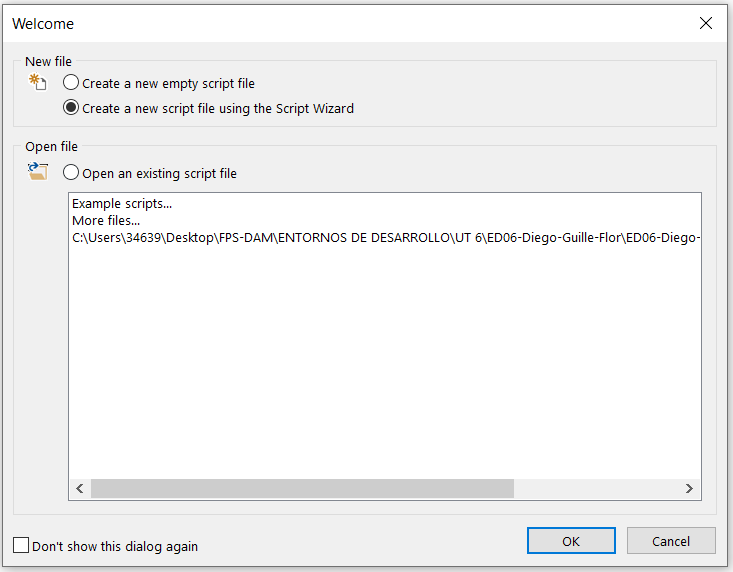 Welcome
New file
Create a new empty script file
Create a new script file using the Script Wizard
Open file
Open an existing script file
Example scripts...
More files...
C:\Users\34639\Desktop\FPS-DAM\ENTORNOS DE DESARROLLO\UT 6\ED06-Diego-Guille-Flor\ED06-Diego-
Don't show this dialog again
OK
Cancel